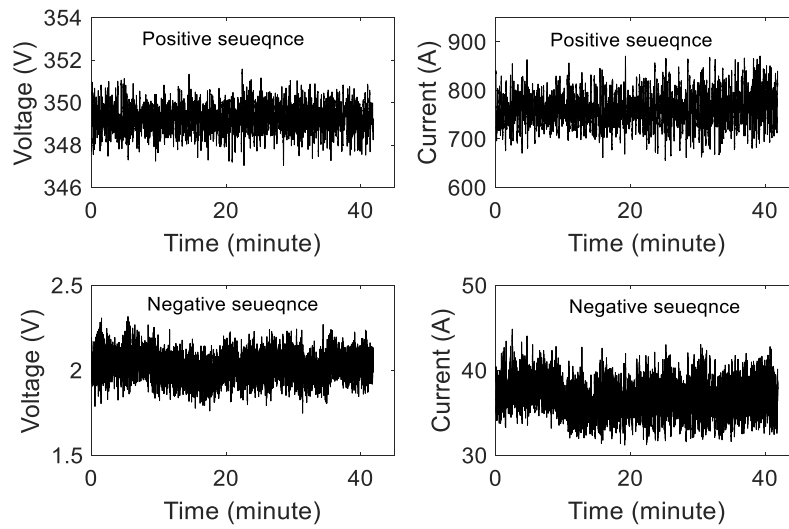 354
352
350
348
346
Voltage (V)
Positive seueqnce
0
20
40
Time (minute)
900
800
700
600
Current (A)
Positive seueqnce
0
20
40
Time (minute)
2.5
2
1.5
Voltage (V)
Negative seueqnce
0
20
40
Time (minute)
50
40
30
Current (A)
Negative seueqnce
0
20
40
Time (minute)